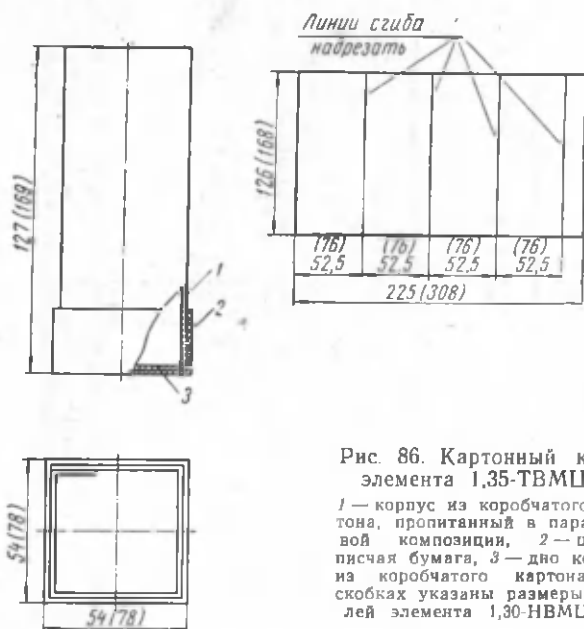 Линии сгиба
надрезать
127 (169)
126 (168)
(76) (76) (76) (76)
52,5 52,5 52,5 52,5
225 (308)
1
2
3
54 (78)
54 (78)
Рис. 86. Картонный к
элемента 1,35-ТВМЦ
1 — корпус из коробчатого
тона, пропитанный в пара
вой композиции, 2 — п
писчая бумага, 3 — дно ко
из коробчатого картона
скобках указаны размеры
лей элемента 1,30-НВМЦ